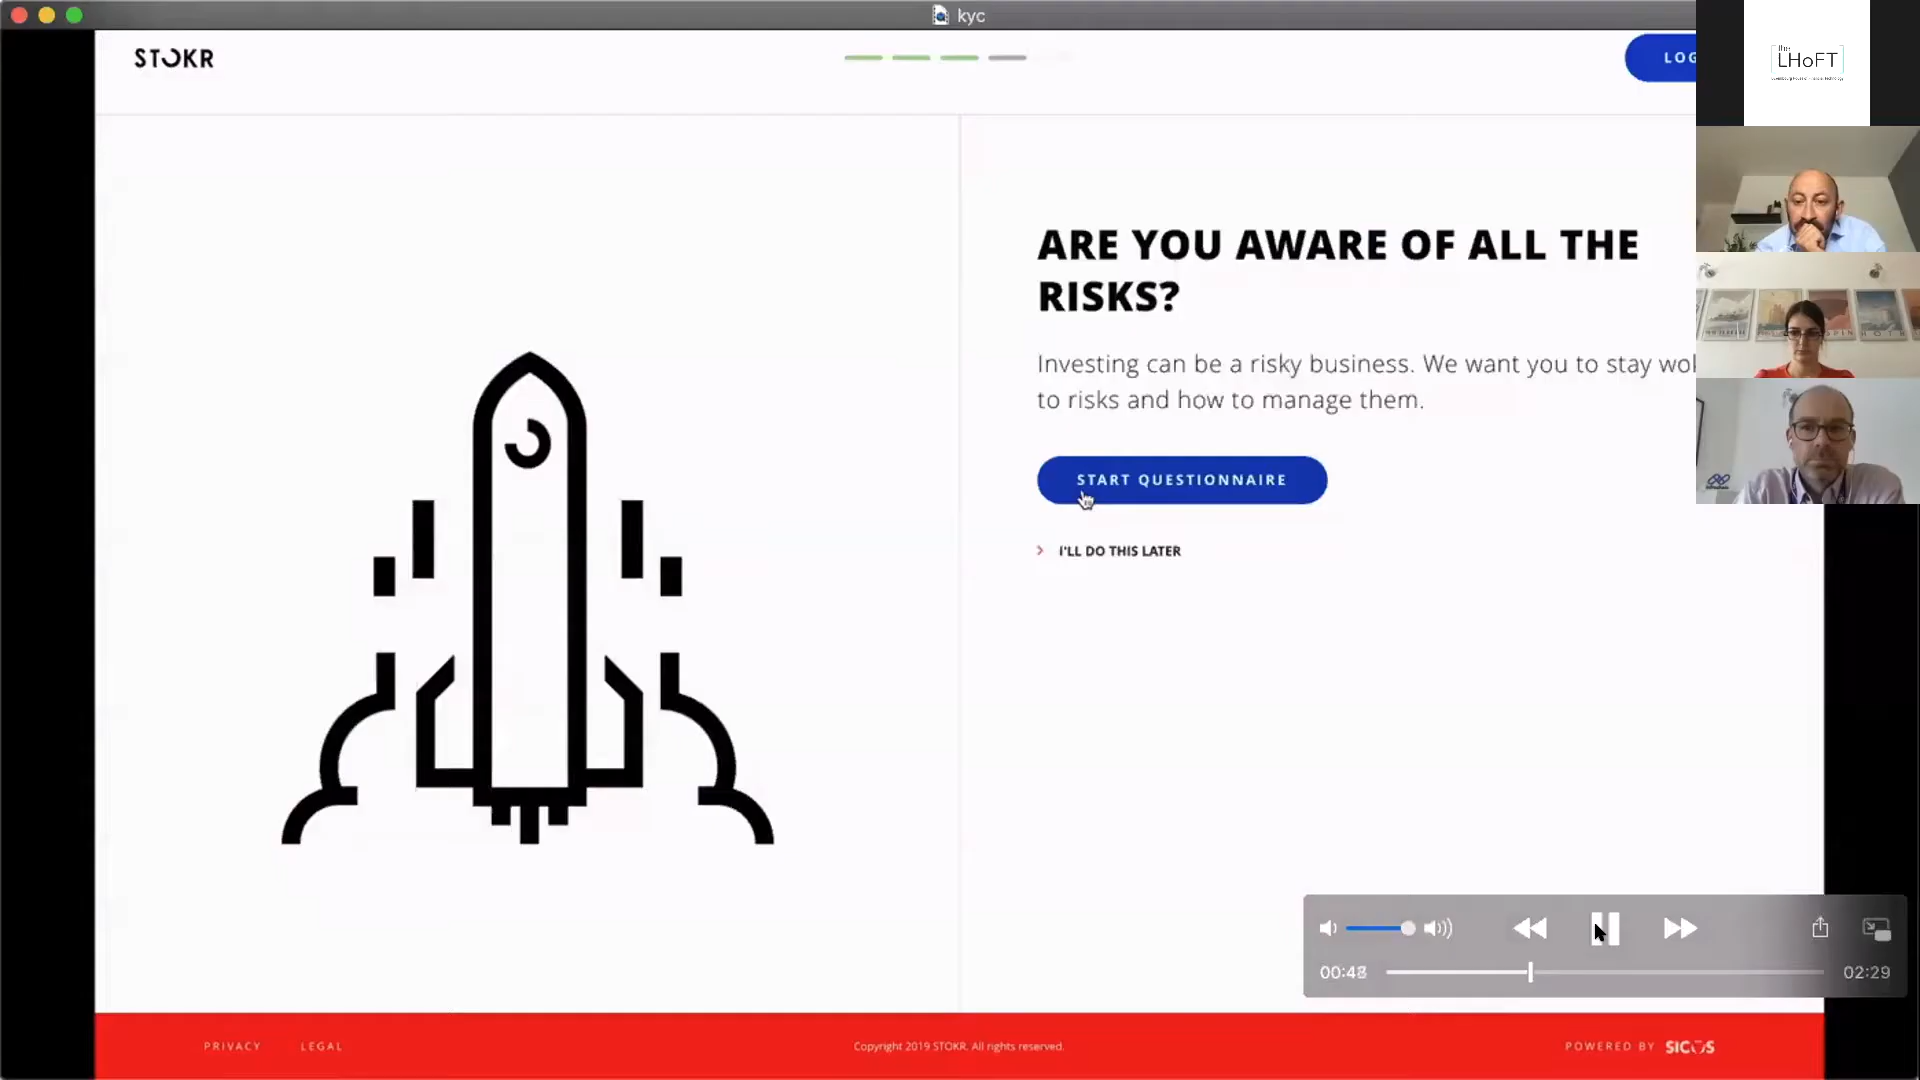 kyc
STOKR
LOG
The
LHoFT
ARE YOU AWARE OF ALL THE
RISKS?
Investing can be a risky business. We want you to stay wo
to risks and how to manage them.
START QUESTIONNAIRE
I'LL DO THIS LATER
00:48
02:29
PRIVACY
LEGAL
Copyright 2019 STOKR. All rights reserved.
POWERED BY SICOS